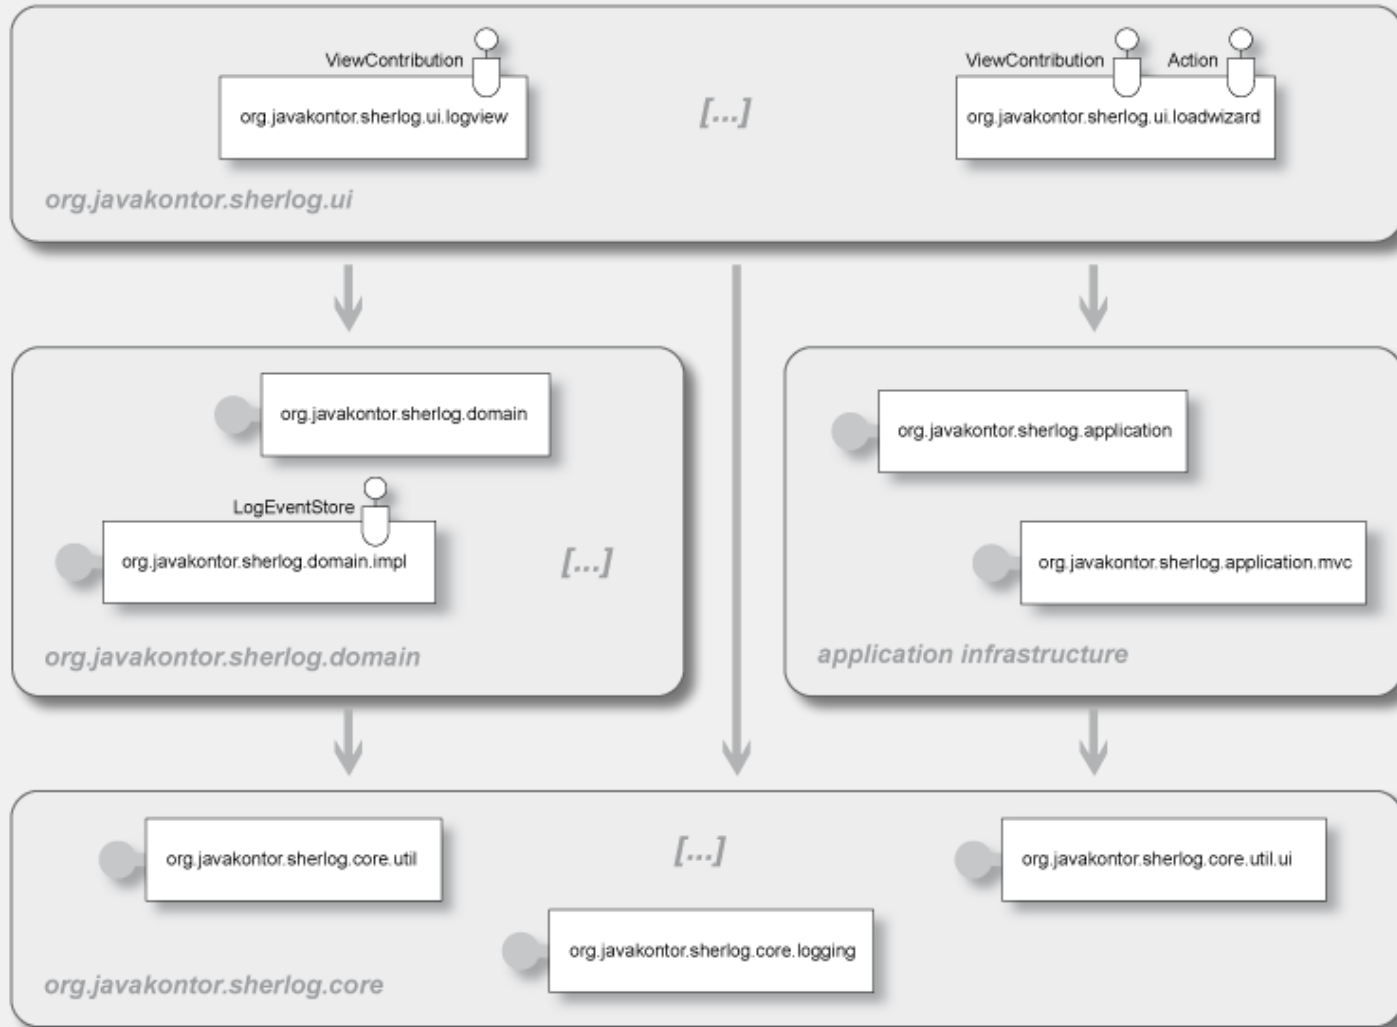 ViewContribution
ViewContribution Action
org.javakontor.sherlog.ui.logview
[...]
org.javakontor.sherlog.ui.loadwizard
org.javakontor.sherlog.ui
org.javakontor.sherlog.domain
org.javakontor.sherlog.application
LogEventStore
org.javakontor.sherlog.domain.impl
[...]
org.javakontor.sherlog.application.mvc
org.javakontor.sherlog.domain
application infrastructure
org.javakontor.sherlog.core.util
[...]
org.javakontor.sherlog.core.util.ui
org.javakontor.sherlog.core.logging
org.javakontor.sherlog.core